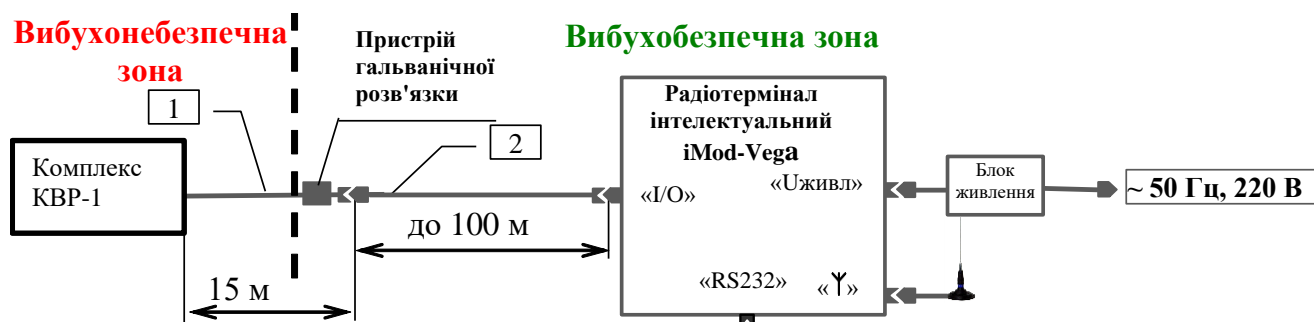 Вибухонебезпечна
зона
Пристрій
гальванічної
розв'язки
Вибухобезпечна зона
1
2
Комплекс
КВР-1
Радіотермінал
інтелектуальний
iMod-Vega
«I/O»
«Uживл»
Блок
живлення
~ 50 Гц, 220 В
до 100 м
15 м
«RS232»
«Y»